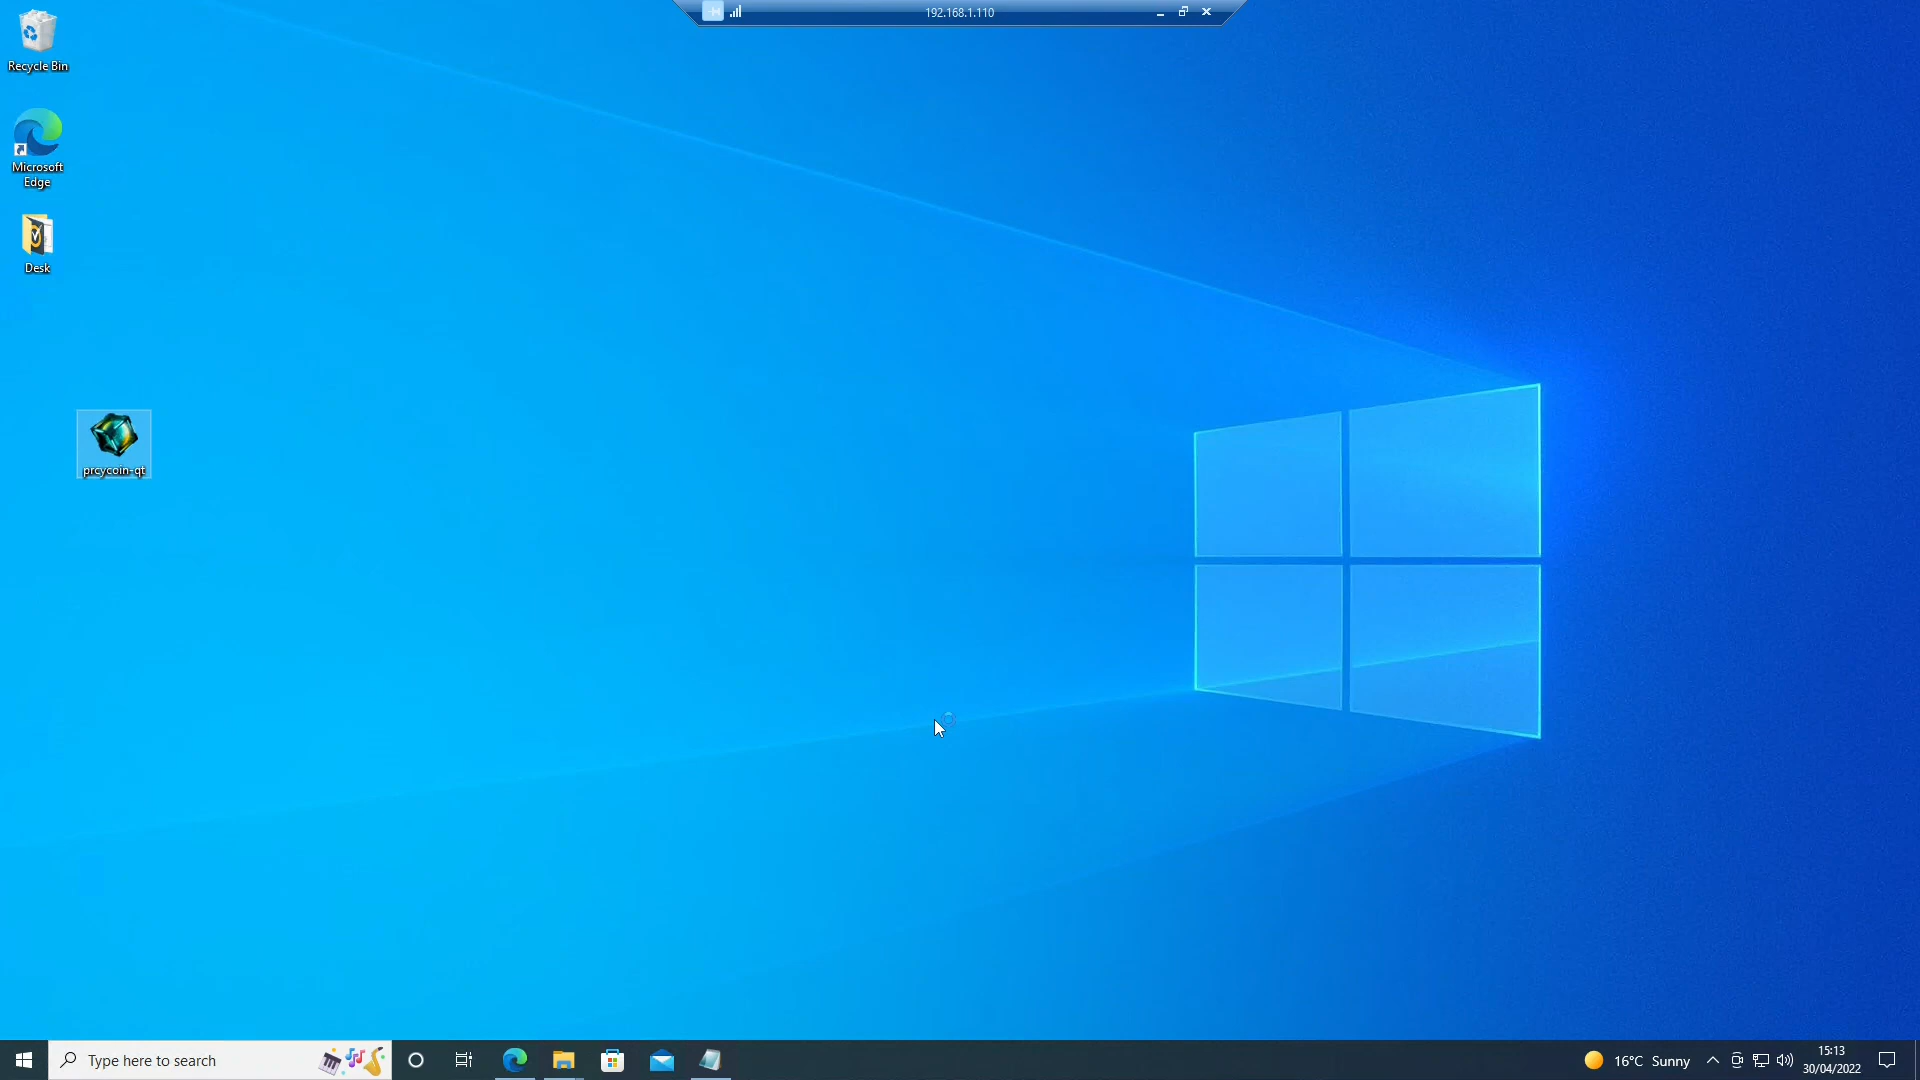 192.168.1.110
Recycle Bin
Microsoft
Edge
Desk
prcycoin-qt
Type here to search
16°C Sunny
15:13
30/04/2022